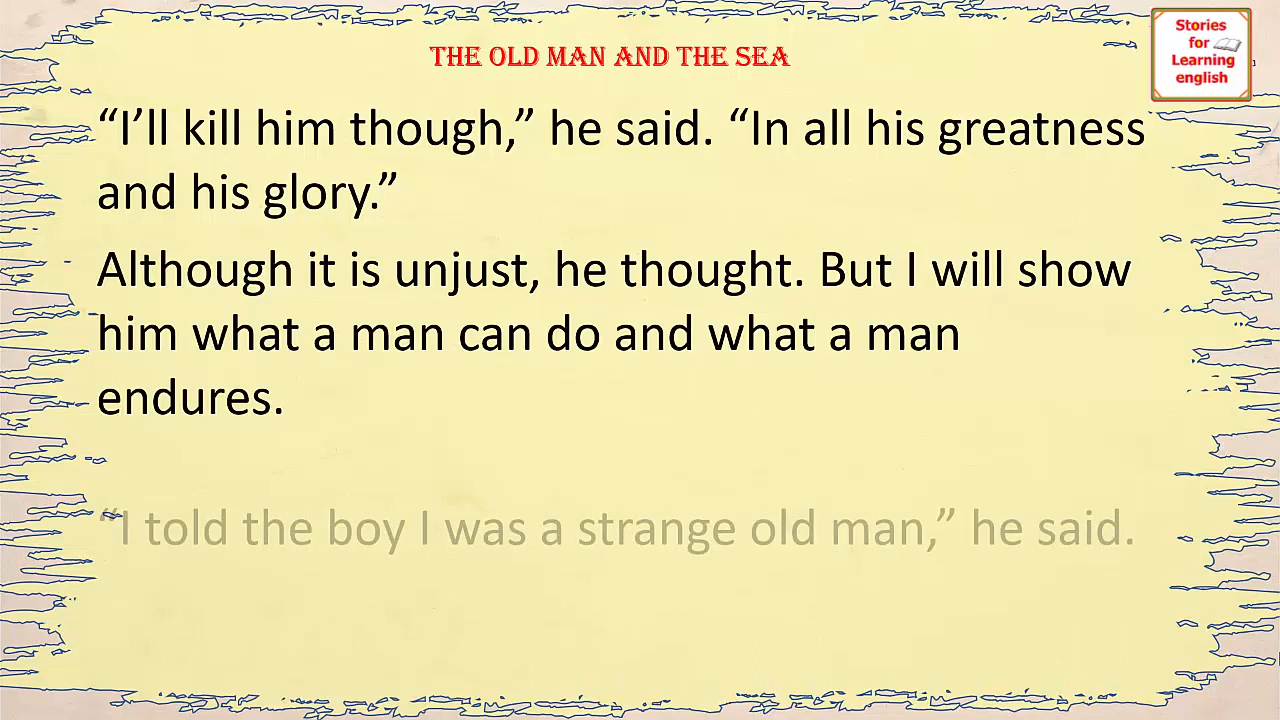 THE OLD MAN AND THE SEA
Stories
for
Learning
english
“I’ll kill him though,” he said. “In all his greatness
and his glory.”
Although it is unjust, he thought. But I will show
him what a man can do and what a man
endures.
“I told the boy I was a strange old man,” he said.